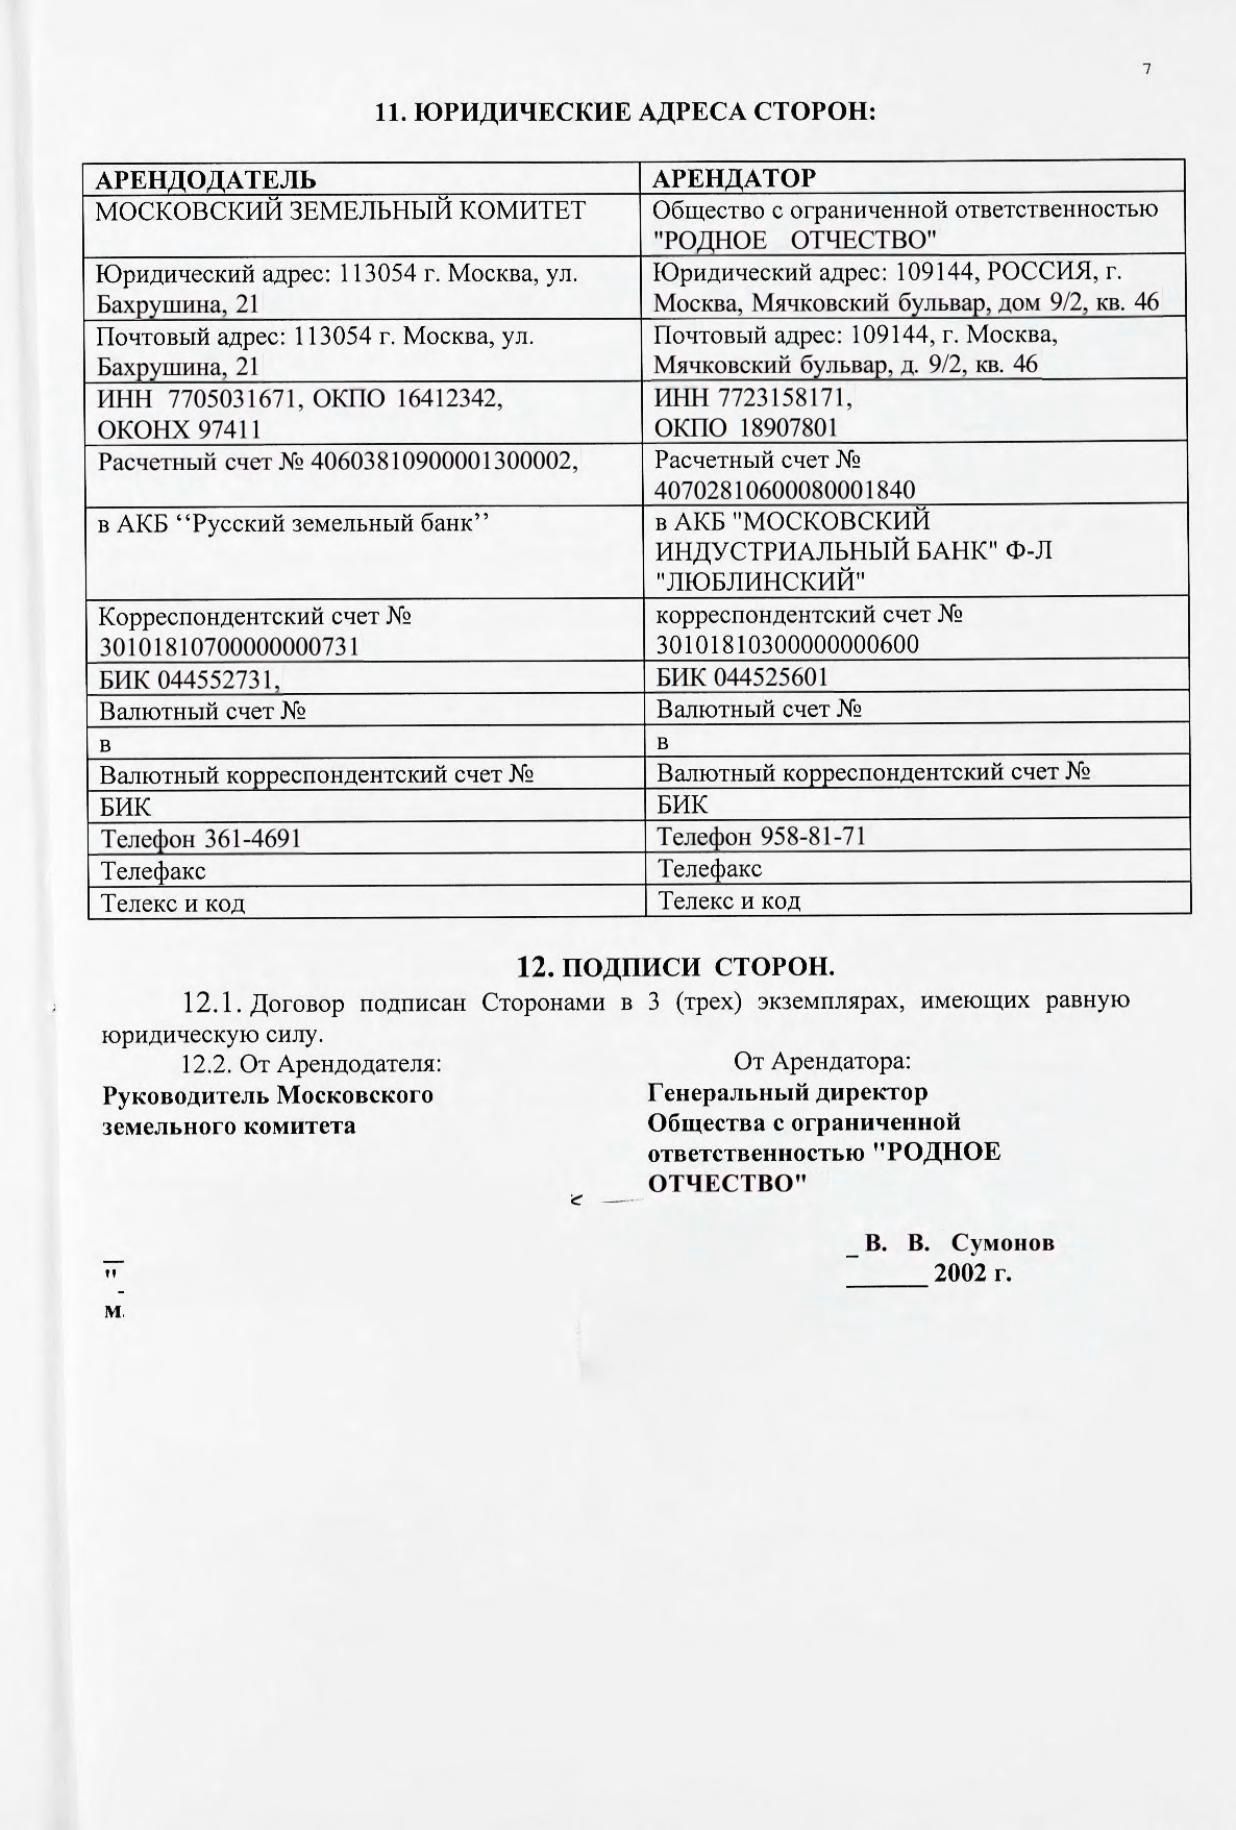 7
11. ЮРИДИЧЕСКИЕ АДРЕСА СТОРОН:
АРЕНДОДАТЕЛЬ
АРЕНДАТОР
МОСКОВСКИЙ ЗЕМЕЛЬНЫЙ КОМИТЕТ
Общество с ограниченной ответственностью
"РОДНОЕ ОТЧЕСТВО"
Юридический адрес: 113054 г. Москва, ул.
Бахрушина, 21
Юридический адрес: 109144, РОССИЯ, г.
Москва, Мячковский бульвар, дом 9/2, кв. 46
Почтовый адрес: 113054 г. Москва, ул.
Бахрушина, 21
Почтовый адрес: 109144, г. Москва,
Мячковский бульвар, д. 9/2, кв. 46
ИНН 7705031671, ОКПО 16412342,
ОКОНХ 97411
ИНН 7723158171,
ОКПО 18907801
Расчетный счет № 40603810900001300002,
Расчетный счет №
40702810600080001840
в АКБ “Русский земельный банк”
в АКБ "МОСКОВСКИЙ
ИНДУСТРИАЛЬНЫЙ БАНК" Ф-Л
"ЛЮБЛИНСКИЙ"
Корреспондентский счет №
30101810700000000731
корреспондентский счет №
30101810300000000600
БИК 044552731,
БИК 044525601
Валютный счет №
Валютный счет №
в
в
Валютный корреспондентский счет №
Валютный корреспондентский счет №
БИК
БИК
Телефон 361-4691
Телефон 958-81-71
Телефакс
Телефакс
Телекс и код
Телекс и код
12. ПОДПИСИ СТОРОН.
12.1. Договор подписан Сторонами в 3 (трех) экземплярах, имеющих равную
юридическую силу.
12.2. От Арендодателя:
От Арендатора:
Руководитель Московского
земельного комитета
Генеральный директор
Общества с ограниченной
ответственностью "РОДНОЕ
ОТЧЕСТВО"
_ В. В. Сумонов
"
______ 2002 г.
м.